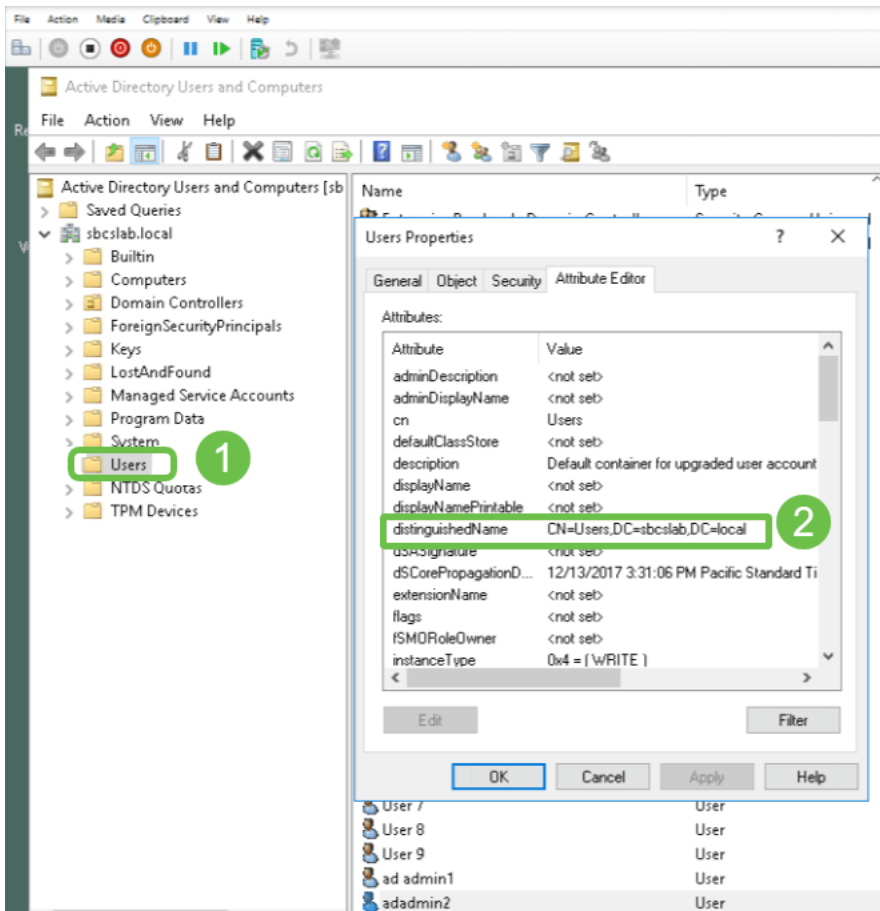 File Action Media Clipboard View Help
Active Directory Users and Computers
File Action View Help
Active Directory Users and Computers [sb
Saved Queries
sbcslab.local
Builtin
Computers
Domain Controllers
ForeignSecurityPrincipals
Keys
LostAndFound
Managed Service Accounts
Program Data
System
Users
1
NTDS Quotas
TPM Devices
Name Type
Users Properties
General Object Security Attribute Editor
Attributes:
Attribute Value
adminDescription <not set>
adminDisplayName <not set>
cn Users
defaultClassStore <not set>
description Default container for upgraded user account
displayName <not set>
displayNamePrintable <not set>
distinguishedName CN=Users,DC=sbcslab,DC=local
2
dSASignature <not set>
dSCorePropagationD... 12/13/2017 3:31:06 PM Pacific Standard Ti
extensionName <not set>
flags <not set>
fSMORoleOwner <not set>
instanceType 0x4 = ( WRITE )
Edit Filter
OK Cancel Apply Help
User 7 User
User 8 User
User 9 User
ad admin1 User
adadmin2 User